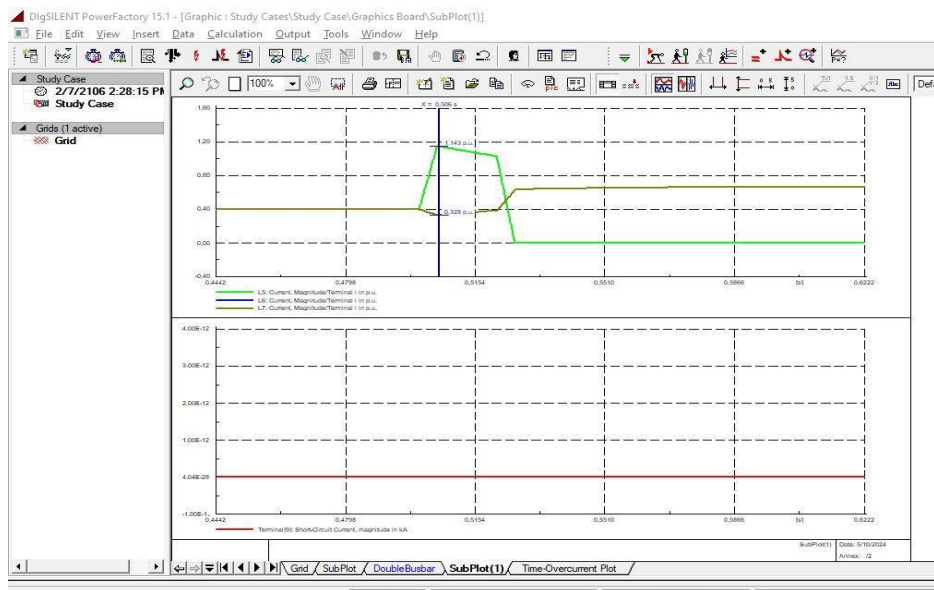 DIgSILENT PowerFactory 15.1 - [Graphic : Study Cases\Study Case\Graphics Board\SubPlot(1)]
File Edit View Insert Data Calculation Output Tools Window Help
Study Case
2/7/2106 2:28:15 PM
Study Case
Grids (1 active)
Grid
100%
Abc
Defa
X = 0,506 s
1,60
1,20
0,80
0,40
0,00
-0,40
1.143 p.u.
0.328 p.u.
0,4442 0,4798 0,5154 0,5510 0,5866 [s] 0,6222
L5: Current, Magnitude/Terminal i in p.u.
L6: Current, Magnitude/Terminal i in p.u.
L7: Current, Magnitude/Terminal i in p.u.
4.00E-12
3.00E-12
2.00E-12
1.00E-12
4.04E-28
-1.00E-1..
0,4442 0,4798 0,5154 0,5510 0,5866 [s] 0,6222
Terminal(9): Short-Circuit Current, magnitude in kA
SubPlot(1) Date: 5/10/2024
Annex: /2
Grid SubPlot DoubleBusbar SubPlot(1) Time-Overcurrent Plot